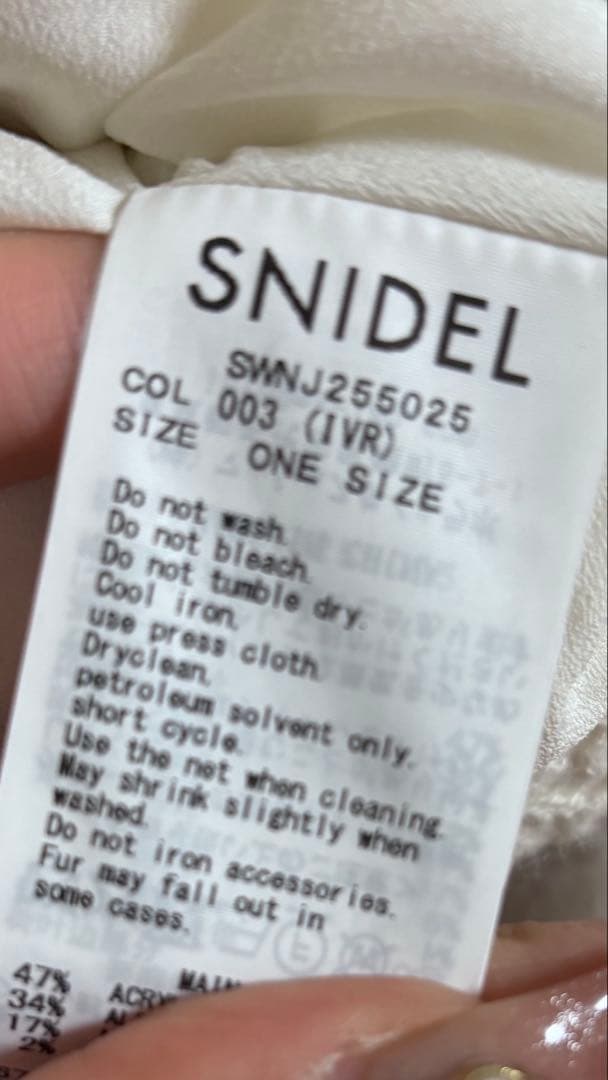 SNIDEL
SWNJ255025
COL 003 (IVR)
SIZE ONE SIZE
Do not wash.
Do not bleach.
Do not tumble dry.
Cool iron.
use press cloth.
Dryclean.
petroleum solvent only.
short cycle.
Use the net when cleaning.
May shrink slightly when
washed.
Do not iron accessories.
Fur may fall out in
some cases.
47%
34%
17%
2%